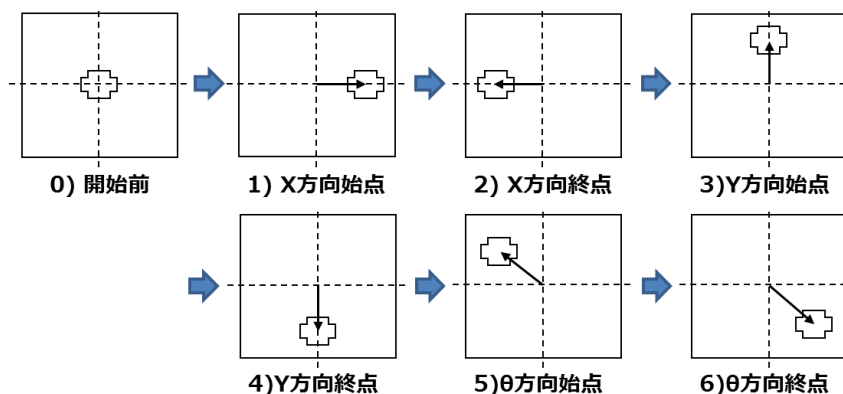 0) 開始前
1) X方向始点
2) X方向終点
3)Y方向始点
4)Y方向終点
5)θ方向始点
6)θ方向終点